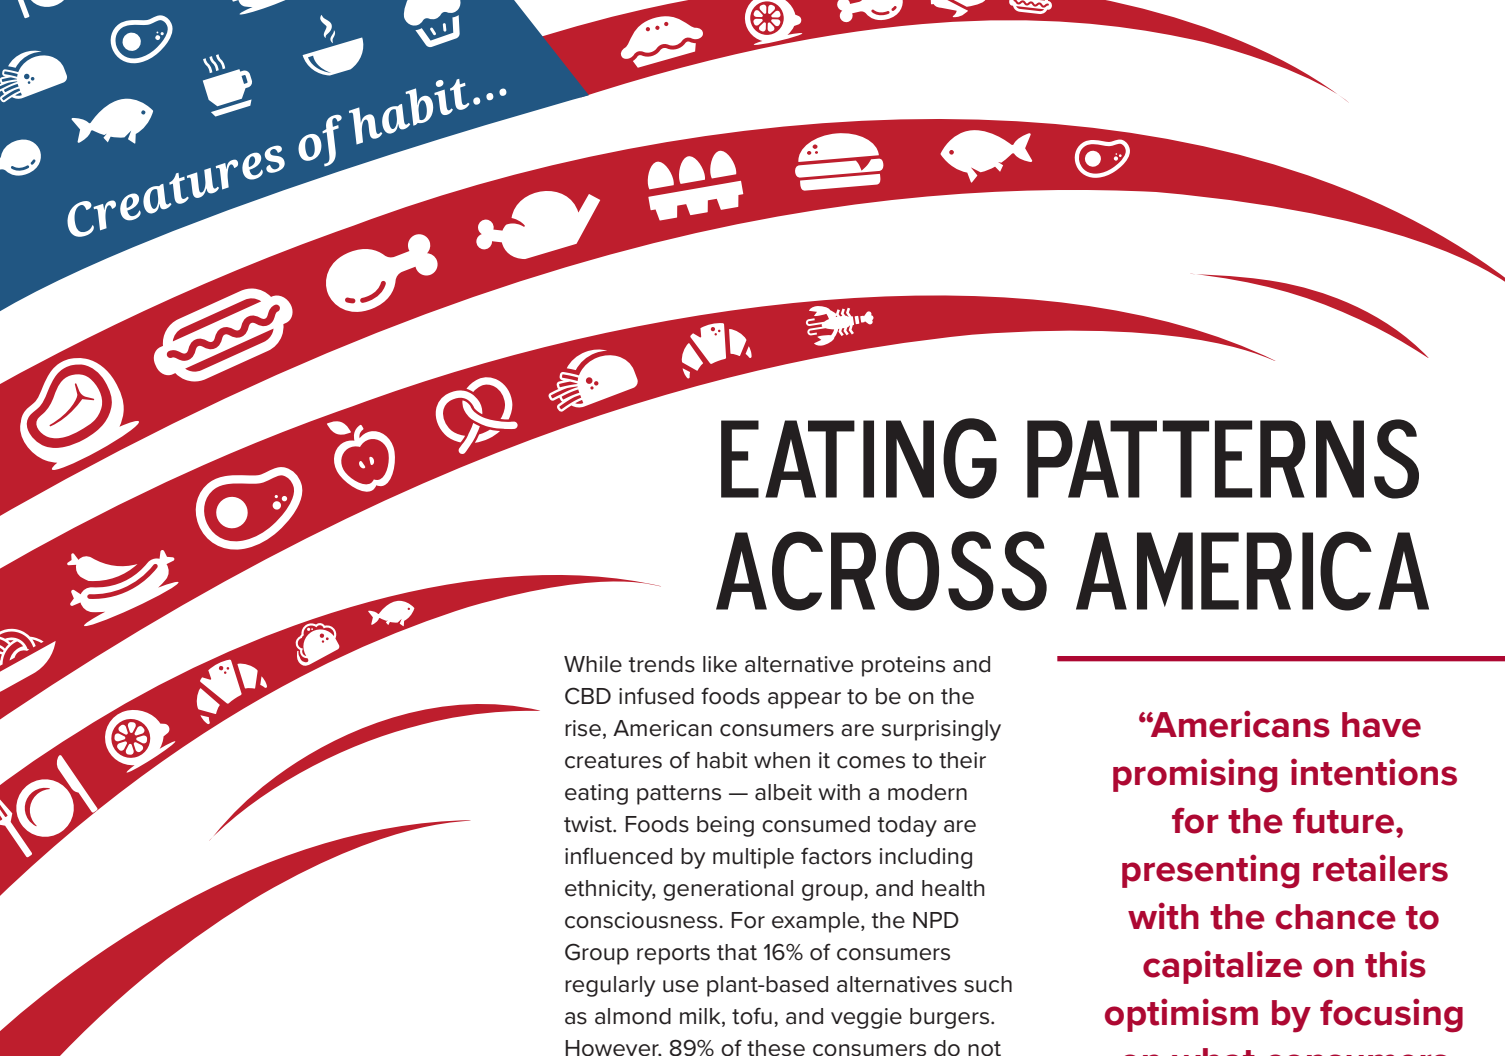 Creatures of habit...
EATING PATTERNS
ACROSS AMERICA
While trends like alternative proteins and
CBD infused foods appear to be on the
rise, American consumers are surprisingly
creatures of habit when it comes to their
eating patterns — albeit with a modern
twist. Foods being consumed today are
influenced by multiple factors including
ethnicity, generational group, and health
consciousness. For example, the NPD
Group reports that 16% of consumers
regularly use plant-based alternatives such
as almond milk, tofu, and veggie burgers.
However, 89% of these consumers do not
“Americans have
promising intentions
for the future,
presenting retailers
with the chance to
capitalize on this
optimism by focusing
on what consumers